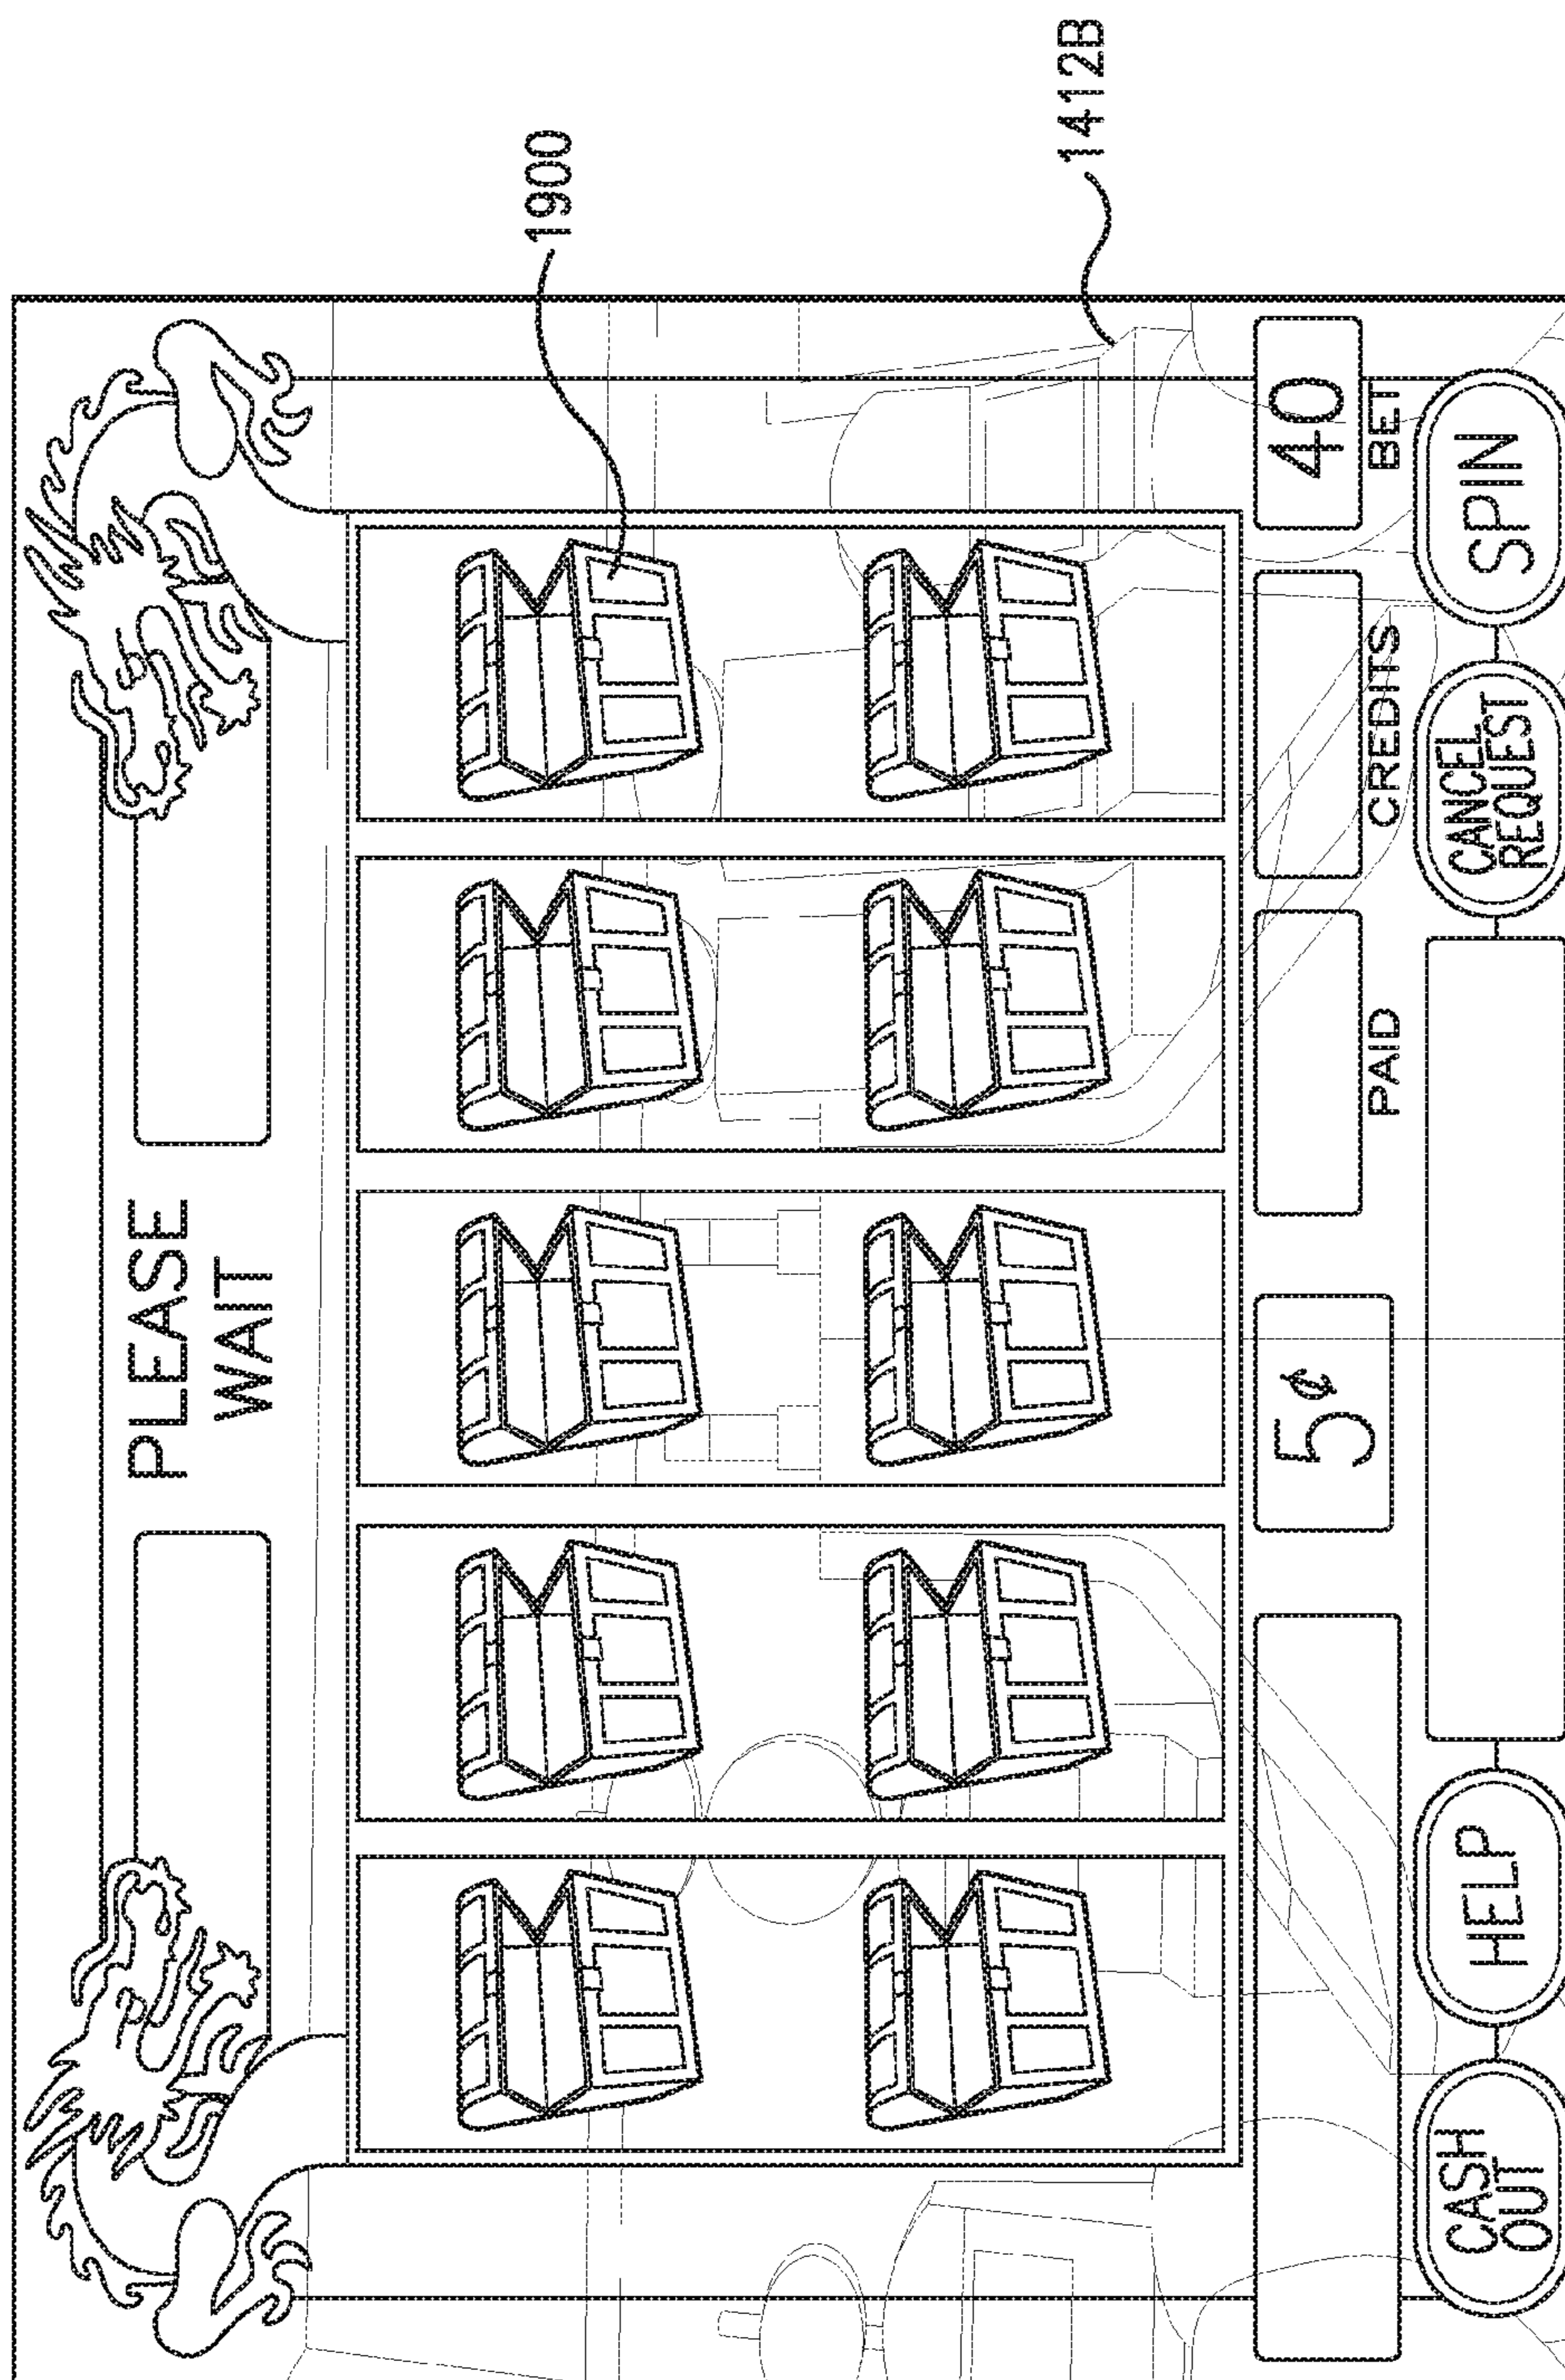 PLEASE
WAIT
1900
1412B
5¢
PAID
CREDITS
40
BET
CASH
OUT
HELP
CANCEL
REQUEST
SPIN